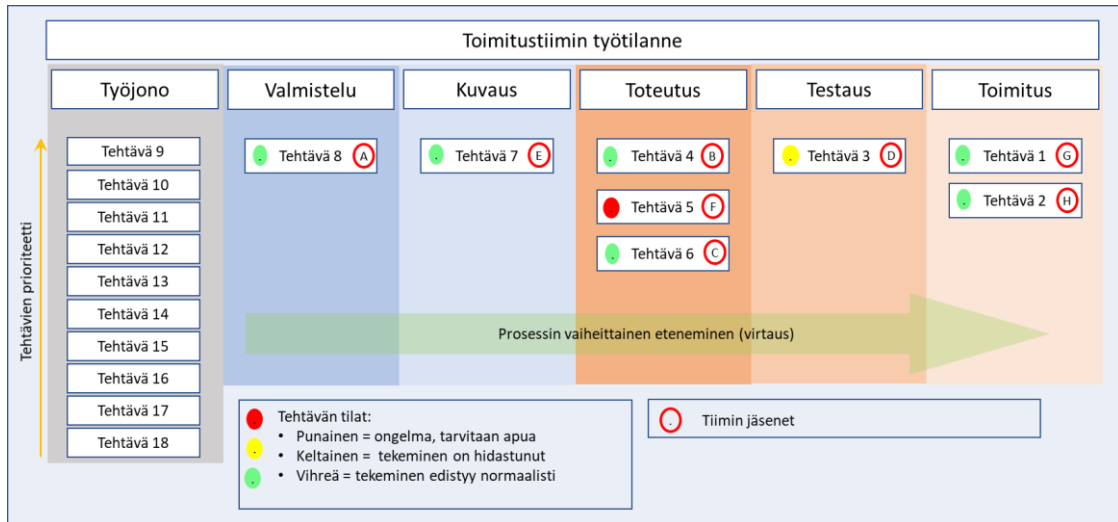 Toimitustiimin työtilanne
Työjono
Valmistelu
Kuvaus
Toteutus
Testaus
Toimitus
Tehtävien prioriteetti
Tehtävä 9
Tehtävä 10
Tehtävä 11
Tehtävä 12
Tehtävä 13
Tehtävä 14
Tehtävä 15
Tehtävä 16
Tehtävä 17
Tehtävä 18
. Tehtävä 8 A
. Tehtävä 7 E
. Tehtävä 4 B
. Tehtävä 5 F
. Tehtävä 6 C
. Tehtävä 3 D
. Tehtävä 1 G
. Tehtävä 2 H
Prosessin vaiheittainen eteneminen (virtaus)
Tehtävän tilat:
• Punainen = ongelma, tarvitaan apua
• Keltainen = tekeminen on hidastunut
• Vihreä = tekeminen edistyy normaalisti
. Tiimin jäsenet